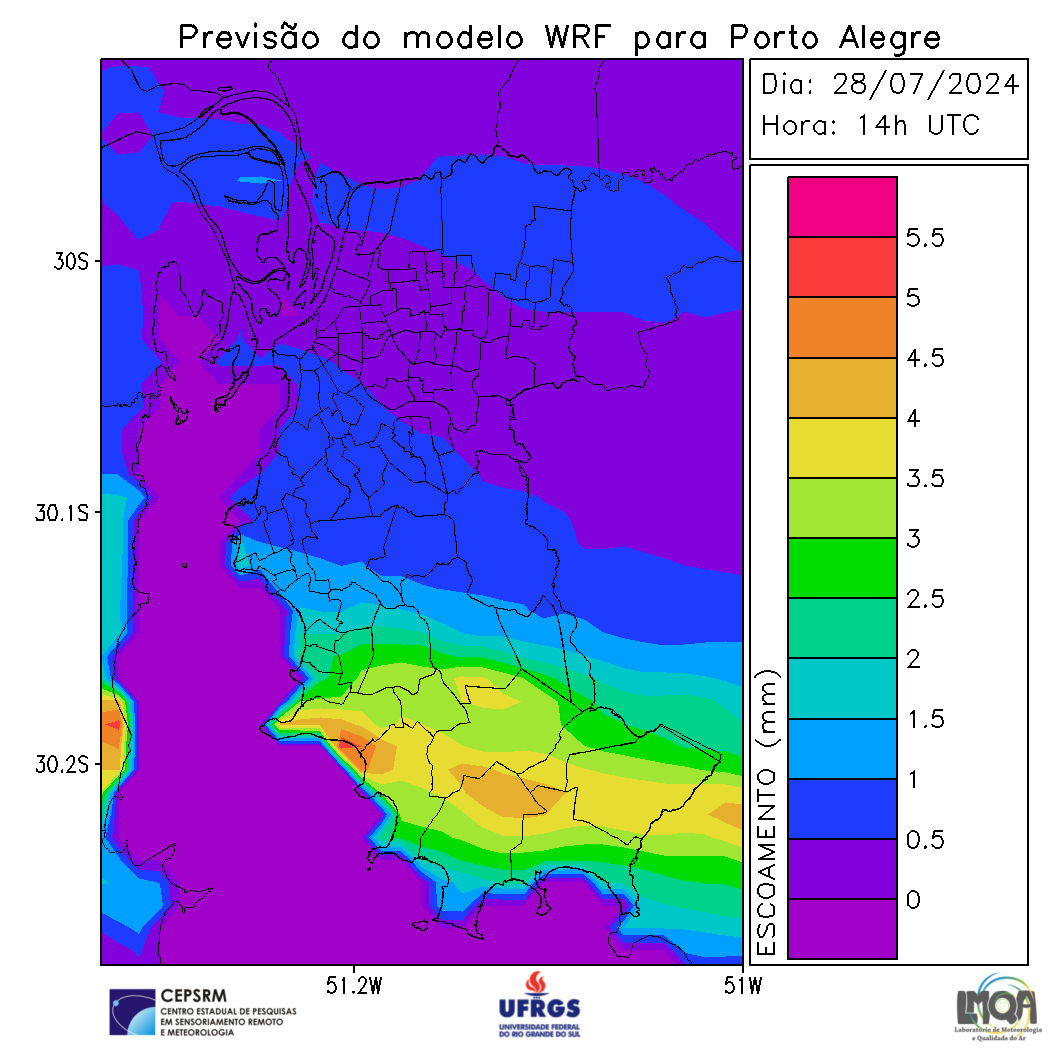 Previsão do modelo WRF para Porto Alegre
Dia: 28/07/2024
Hora: 14h UTC
5.5
5
4.5
4
3.5
3
2.5
2
1.5
1
0.5
0
ESCOAMENTO (mm)
30S
30.1S
30.2S
51.2W
51W
CEPSRM
CENTRO ESTADUAL DE PESQUISAS
EM SENSORIAMENTO REMOTO
E METEOROLOGIA
UFRGS
UNIVERSIDADE FEDERAL
DO RIO GRANDE DO SUL
LMQA
Laboratório de Meteorologia
e Qualidade do Ar